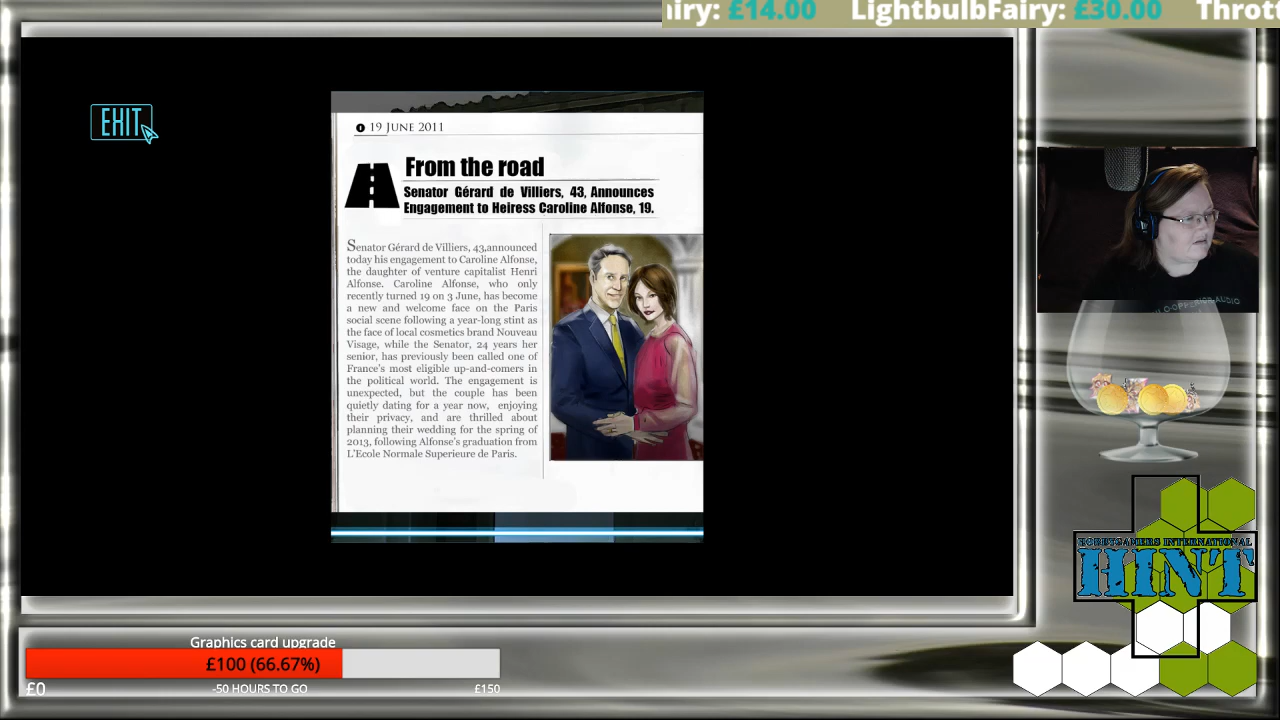 iry: £14.00 LightbulbFairy: £30.00 Thrott
EXIT
19 JUNE 2011
From the road
Senator Gérard de Villiers, 43, Announces
Engagement to Heiress Caroline Alfonse, 19.
Senator Gérard de Villiers, 43,announced
today his engagement to Caroline Alfonse,
the daughter of venture capitalist Henri
Alfonse. Caroline Alfonse, who only
recently turned 19 on 3 June, has become
a new and welcome face on the Paris
social scene following a year-long stint as
the face of local cosmetics brand Nouveau
Visage, while the Senator, 24 years her
senior, has previously been called one of
France's most eligible up-and-comers in
the political world. The engagement is
unexpected, but the couple has been
quietly dating for a year now, enjoying
their privacy, and are thrilled about
planning their wedding for the spring of
2013, following Alfonse's graduation from
L'Ecole Normale Superieure de Paris.
HINT
Graphics card upgrade
£100 (66.67%)
£0
-50 HOURS TO GO
£150